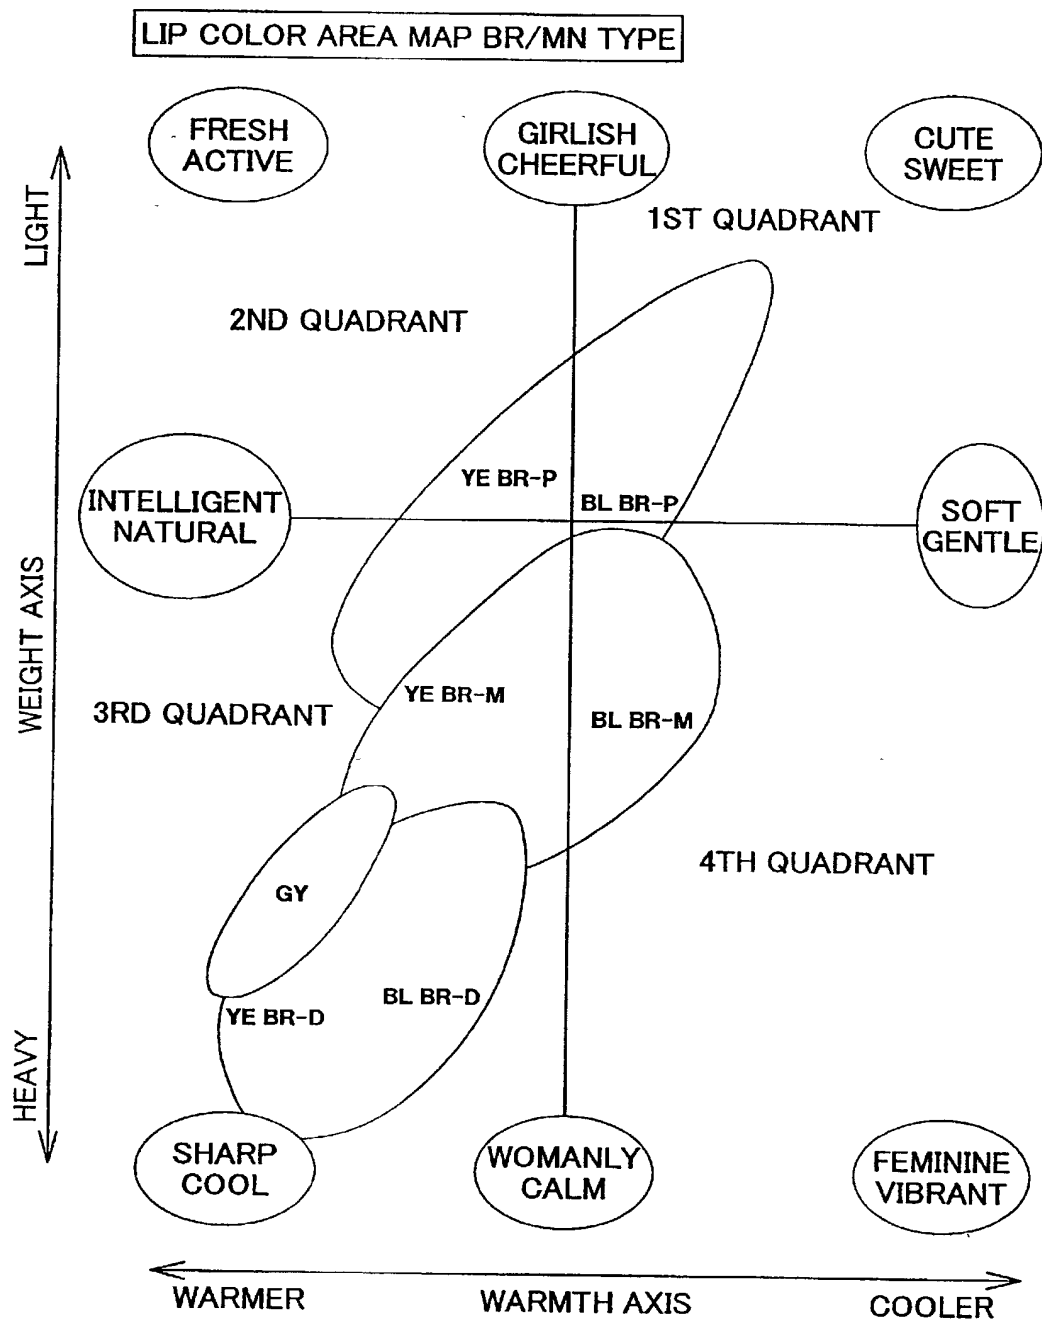 LIP COLOR AREA MAP BR/MN TYPE
FRESH
ACTIVE
GIRLISH
CHEERFUL
CUTE
SWEET
LIGHT
1ST QUADRANT
2ND QUADRANT
YE BR-P
BL BR-P
INTELLIGENT
NATURAL
SOFT
GENTLE
WEIGHT AXIS
YE BR-M
BL BR-M
3RD QUADRANT
4TH QUADRANT
GY
BL BR-D
YE BR-D
HEAVY
SHARP
COOL
WOMANLY
CALM
FEMININE
VIBRANT
WARMER
WARMTH AXIS
COOLER